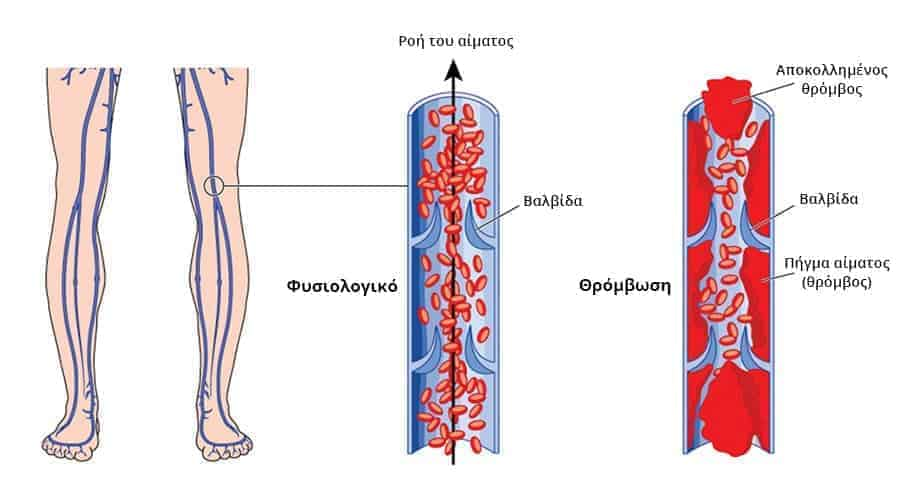 Ροή του αίματος
Αποκολλημένος
θρόμβος
Βαλβίδα
Βαλβίδα
Φυσιολογικό
Θρόμβωση
Πήγμα αίματος
(θρόμβος)